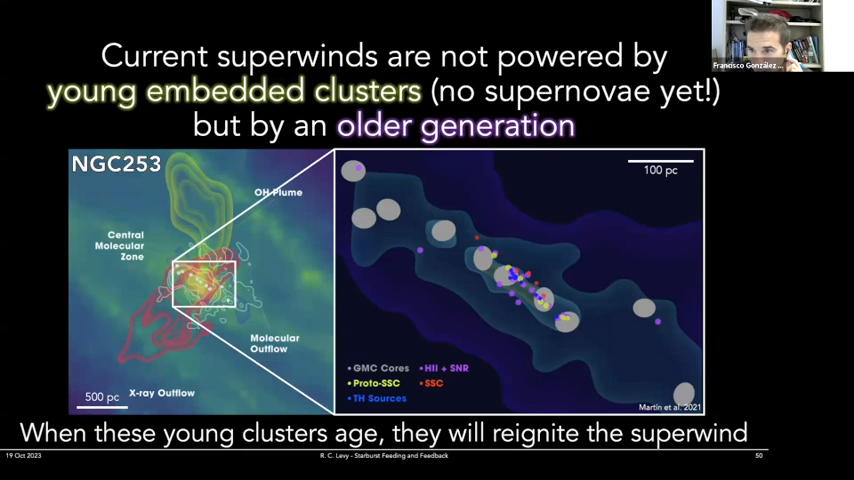 Current superwinds are not powered by
young embedded clusters (no supernovae yet!)
but by an older generation
Francisco González ...
NGC253
OH Plume
Central
Molecular
Zone
Molecular
Outflow
X-ray Outflow
500 pc
100 pc
GMC Cores
HII + SNR
Proto-SSC
SSC
TH Sources
Martín et al. 2021
When these young clusters age, they will reignite the superwind
19 Oct 2023
R. C. Levy - Starburst Feeding and Feedback
50